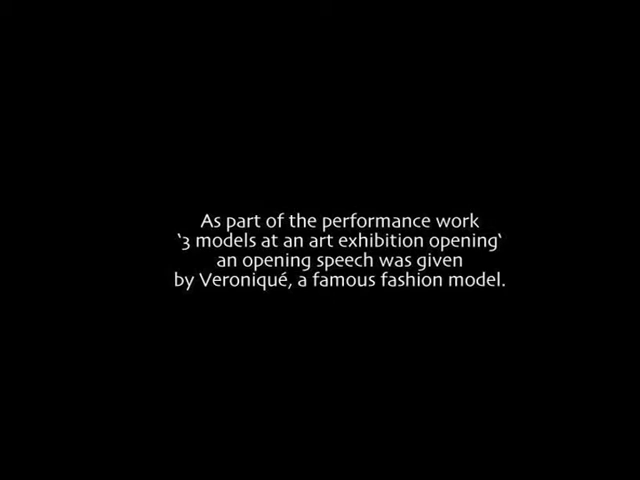 As part of the performance work
‘3 models at an art exhibition opening‘
an opening speech was given
by Veroniqué, a famous fashion model.